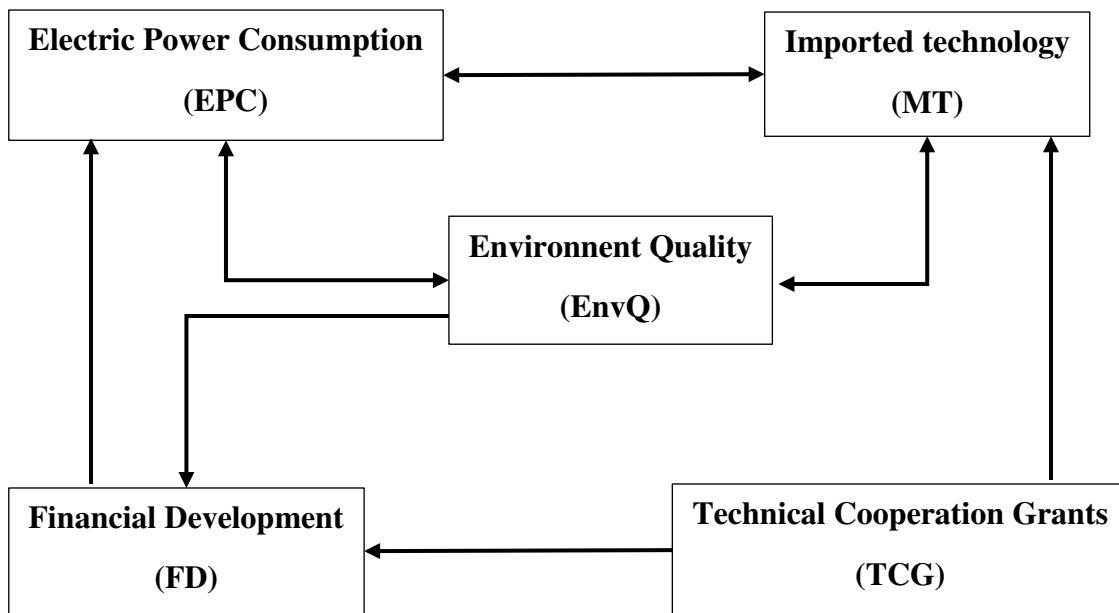 Electric Power Consumption
(EPC)
Imported technology
(MT)
Environnent Quality
(EnvQ)
Financial Development
(FD)
Technical Cooperation Grants
(TCG)